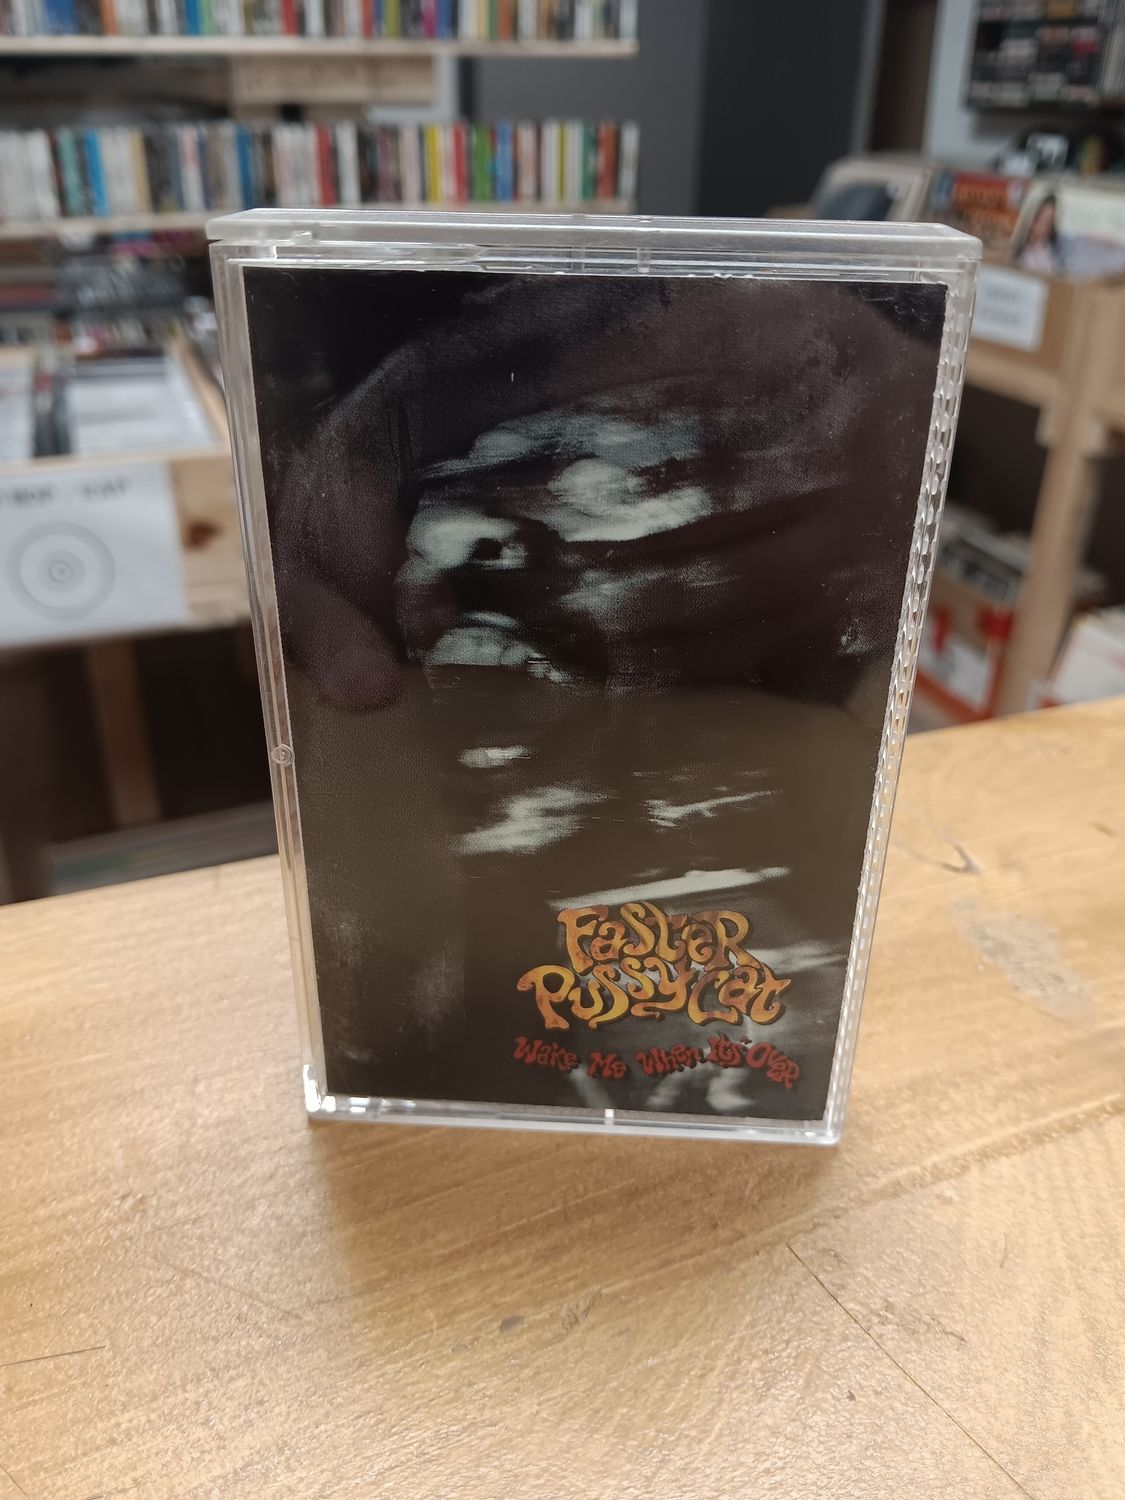 Faster
Pussycat
Wake Me When It's Over